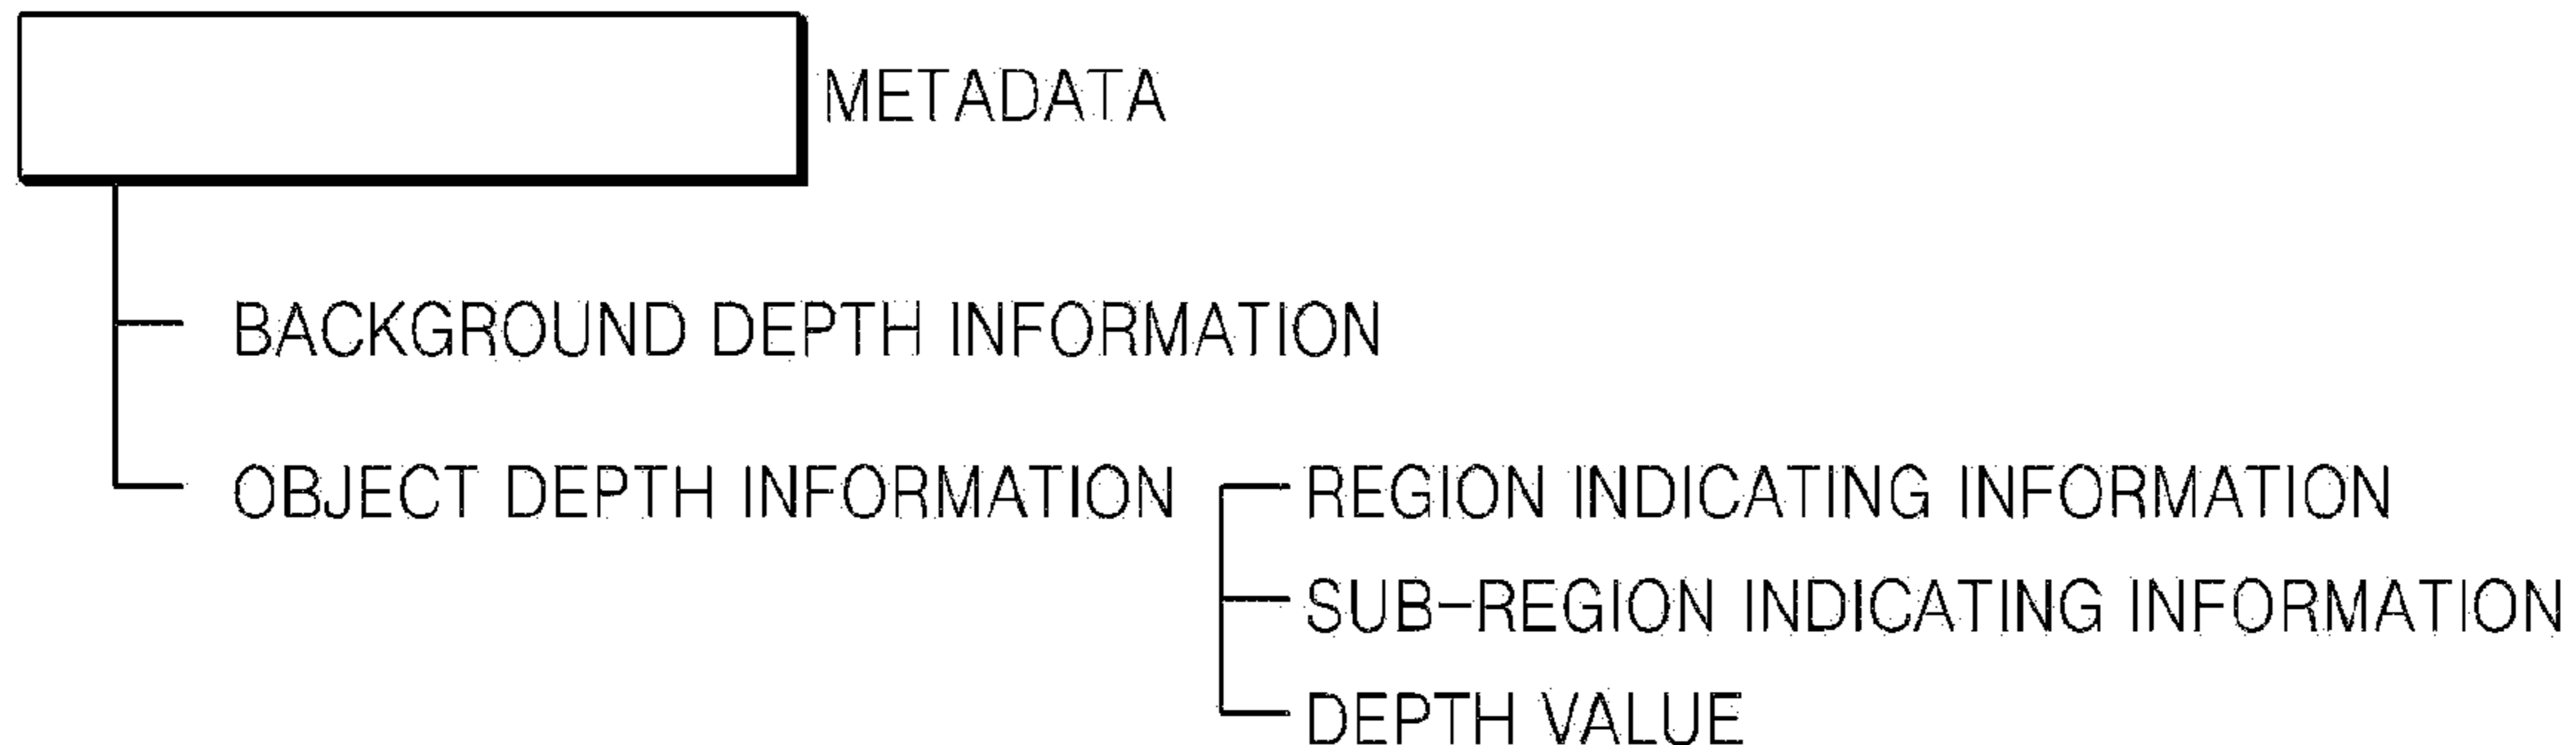 METADATA
BACKGROUND DEPTH INFORMATION
OBJECT DEPTH INFORMATION
REGION INDICATING INFORMATION
SUB-REGION INDICATING INFORMATION
DEPTH VALUE